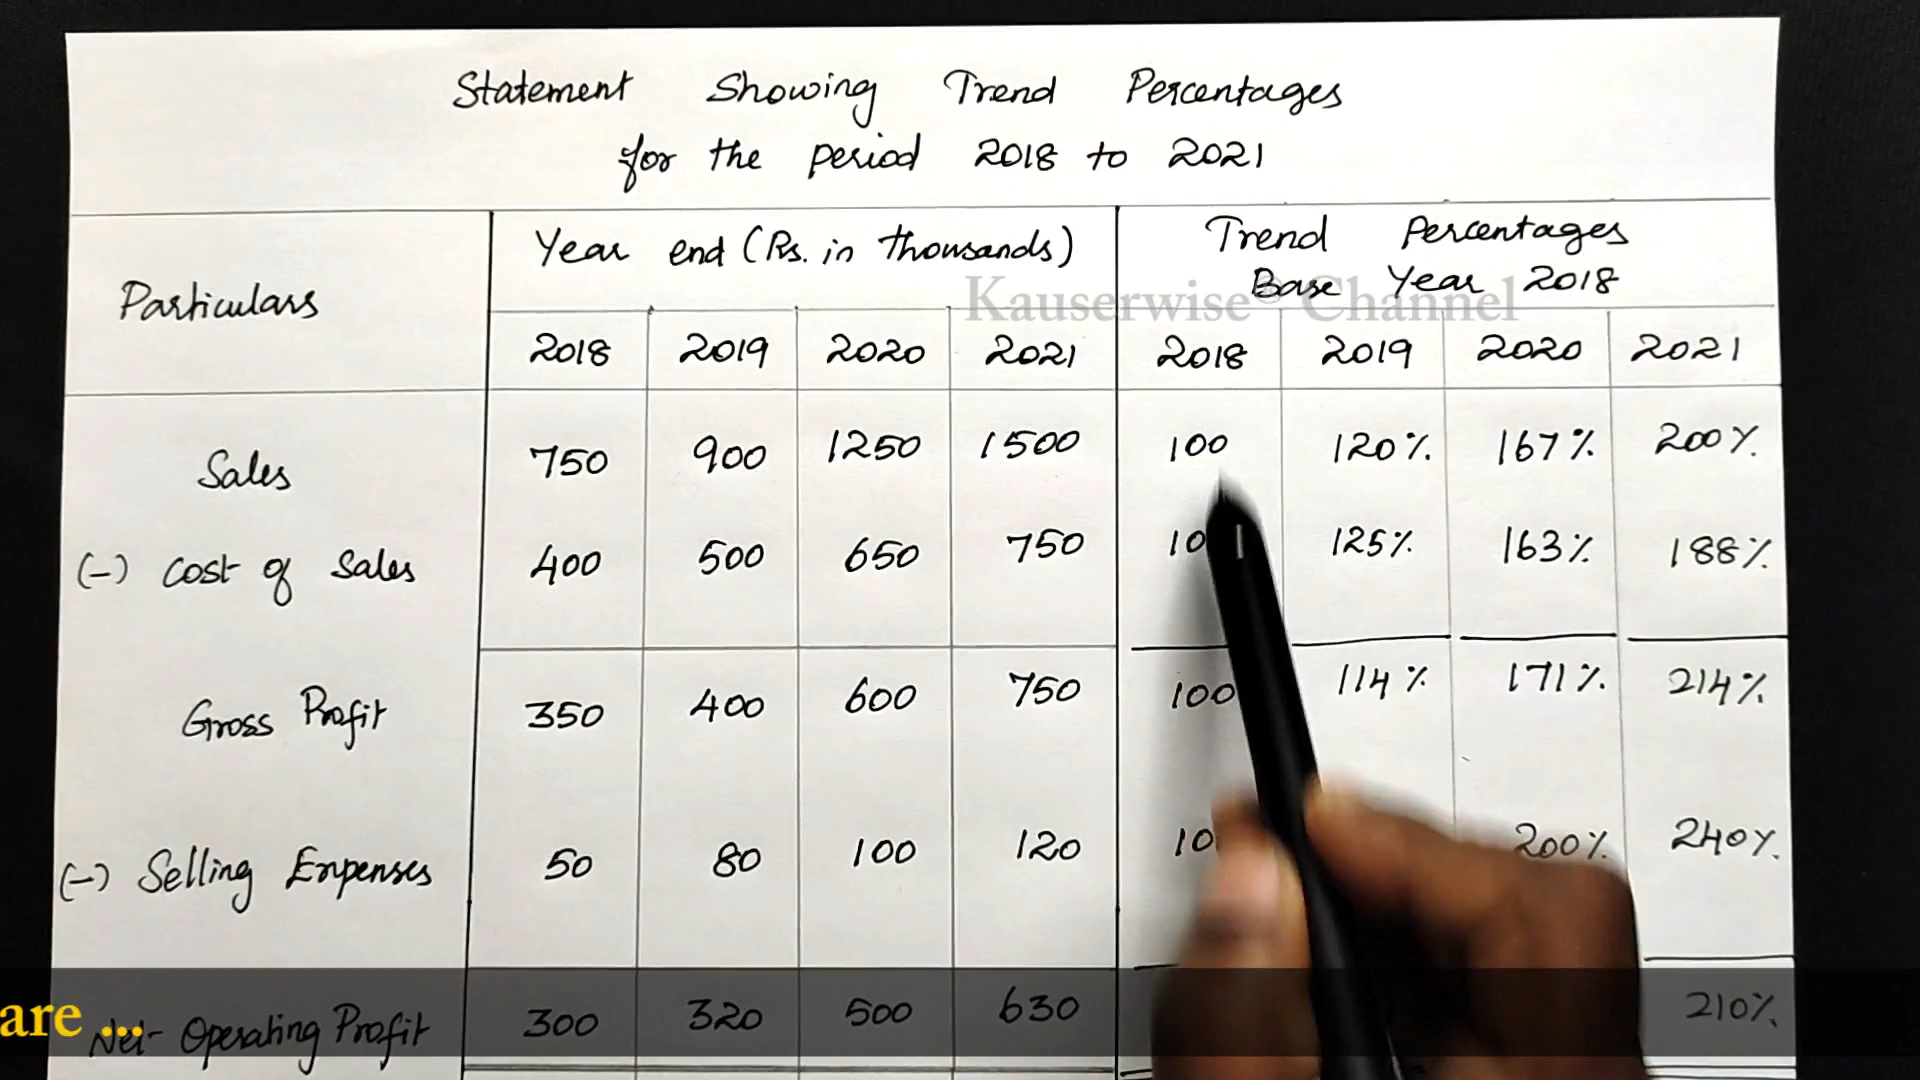 Statement Showing Trend Percentages
for the period 2018 to 2021
Particulars Year end (Rs. in thousands) Trend Percentages
Base Year 2018
Kauserwise® Channel
2018 2019 2020 2021 2018 2019 2020 2021
Sales 750 900 1250 1500 100 120% 167% 200%
(-) Cost of Sales 400 500 650 750 10 125% 163% 188%
Gross Profit 350 400 600 750 100 114% 171% 214%
(-) Selling Expenses 50 80 100 120 10 200% 240%
Net Operating Profit 300 320 500 630 210%
are ...